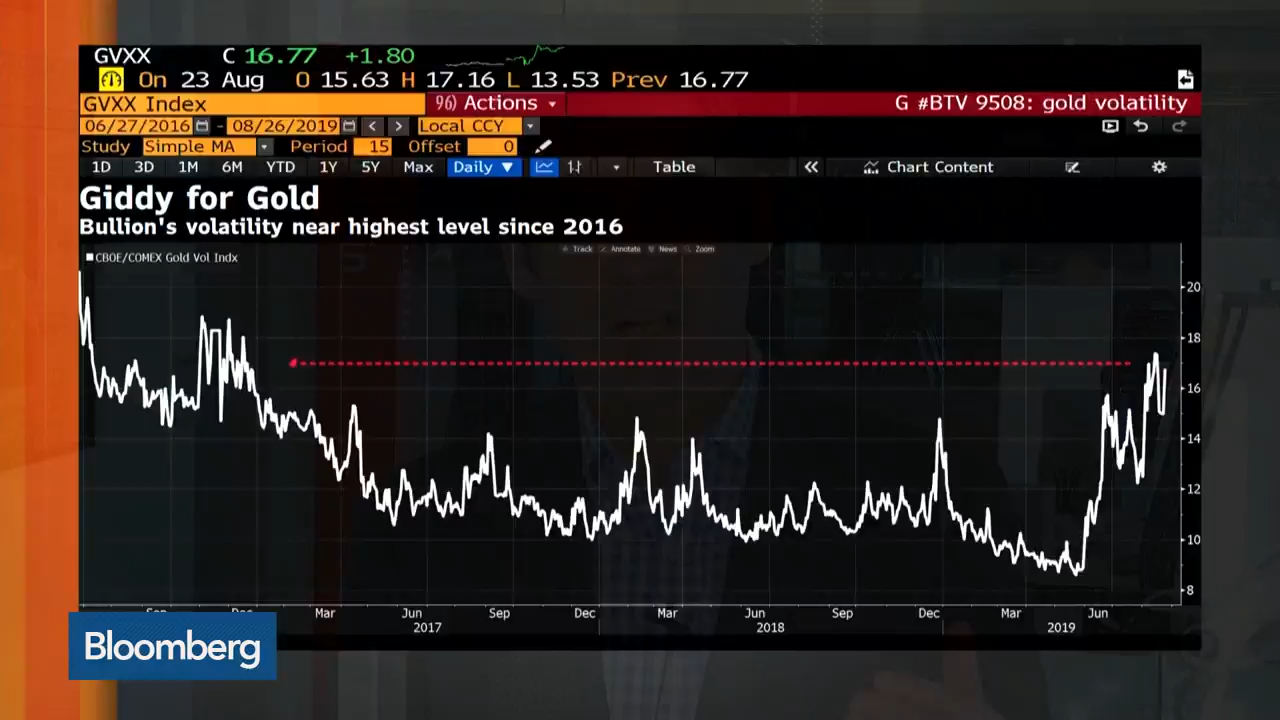 GVXX C 16.77 +1.80
On 23 Aug O 15.63 H 17.16 L 13.53 Prev 16.77
GVXX Index 96) Actions G #BTV 9508: gold volatility
06/27/2016 - 08/26/2019 < > Local CCY
Study Simple MA Period 15 Offset 0
1D 3D 1M 6M YTD 1Y 5Y Max Daily ▼ Table « Chart Content
Giddy for Gold
Bullion's volatility near highest level since 2016
Track Annotate News Zoom
CBOE/COMEX Gold Vol Indx
20
18
16
14
12
10
8
Sep Dec Mar Jun Sep Dec Mar Jun Sep Dec Mar Jun
2017 2018 2019
Bloomberg